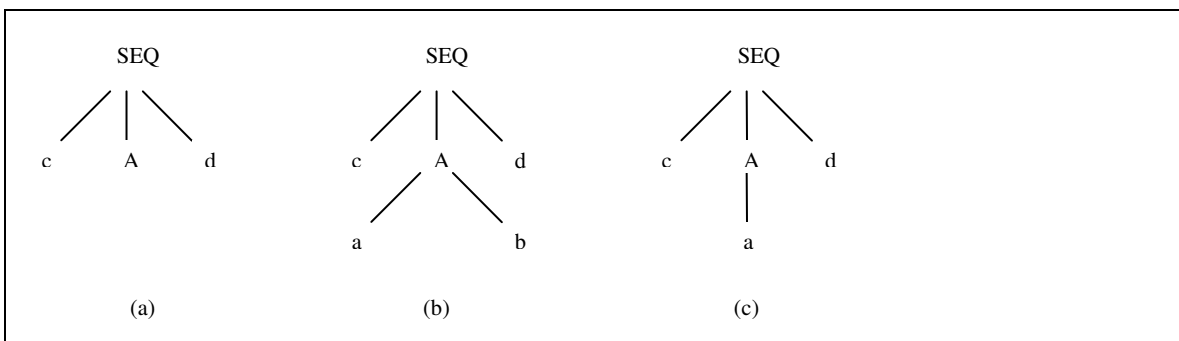 SEQ SEQ SEQ
c A d c A d c A d
a b a
(a) (b) (c)